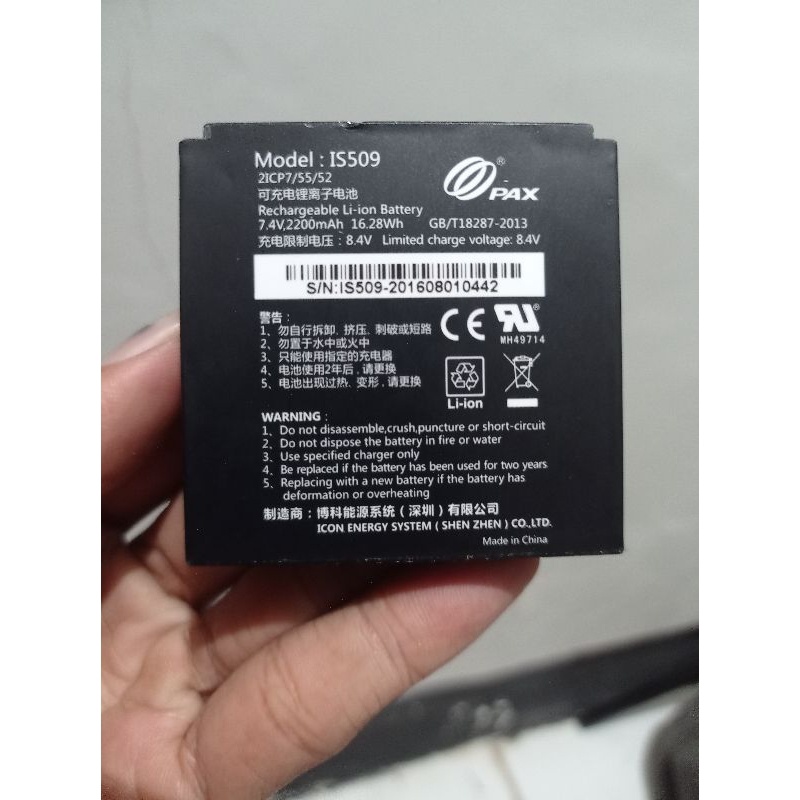 Model : IS509
2ICP7/55/52
可充电锂离子电池
Rechargeable Li-ion Battery
7.4V,2200mAh 16.28Wh GB/T18287-2013
充电限制电压：8.4V Limited charge voltage: 8.4V
® PAX
S/N:IS509-201608010442
警告：
1、勿自行拆卸. 挤压. 刺破或短路
2、勿置于水中或火中
3、只能使用指定的充电器
4、电池使用2年后, 请更换
5、电池出现过热. 变形, 请更换
CE
RU ®
MH49714
Li-ion
WARNING :
1、Do not disassemble,crush,puncture or short-circuit
2、Do not dispose the battery in fire or water
3、Use specified charger only
4、Be replaced if the battery has been used for two years
5、Replacing with a new battery if the battery has
deformation or overheating
制造商：博科能源系统（深圳）有限公司
ICON ENERGY SYSTEM ( SHEN ZHEN ) CO.,LTD.
Made in China